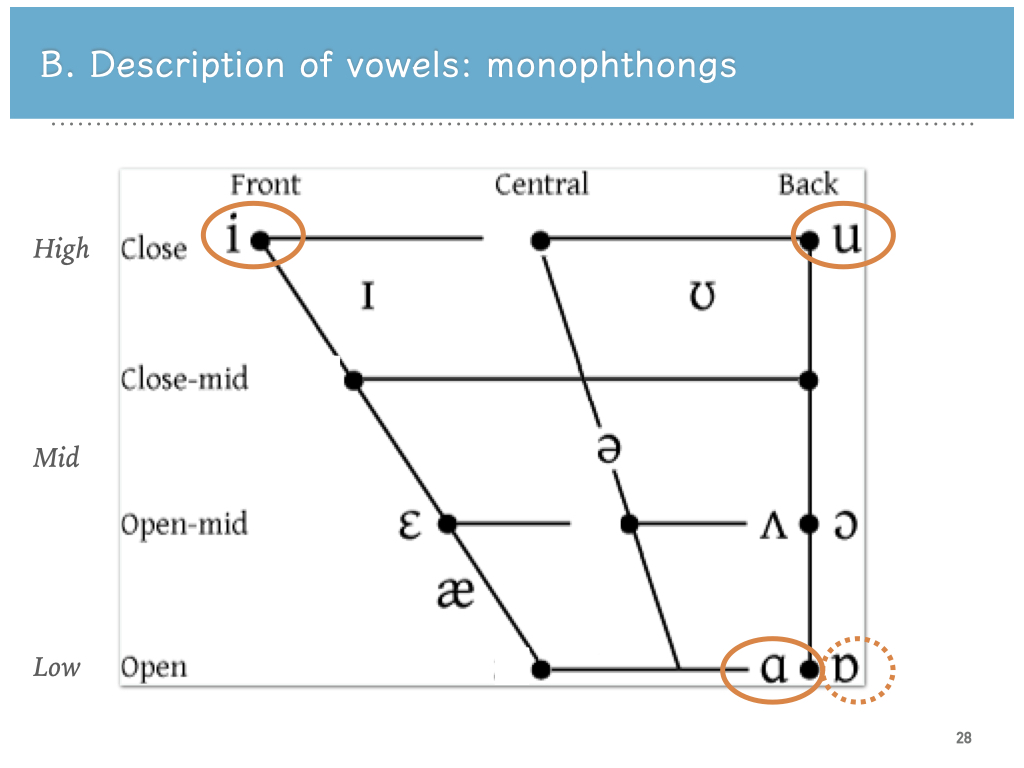 B. Description of vowels: monophthongs
Front Central Back
High Close i u
ɪ ʊ
Close-mid
Mid ə
Open-mid ɛ ʌ ɔ
æ
Low Open ɑ ɒ
28